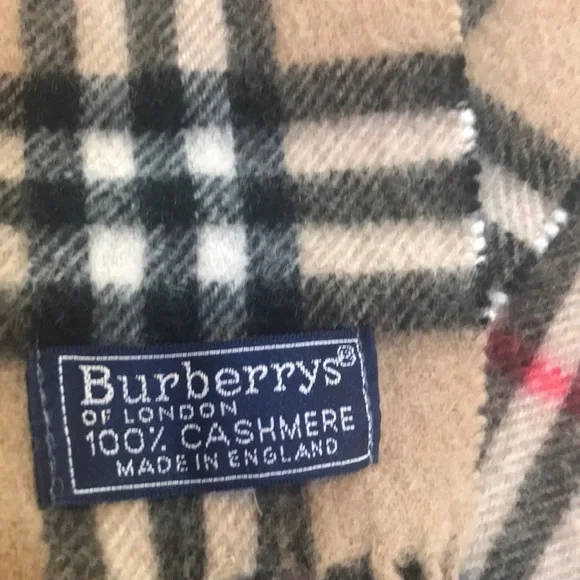 Burberrys®
OF LONDON
100% CASHMERE
MADE IN ENGLAND